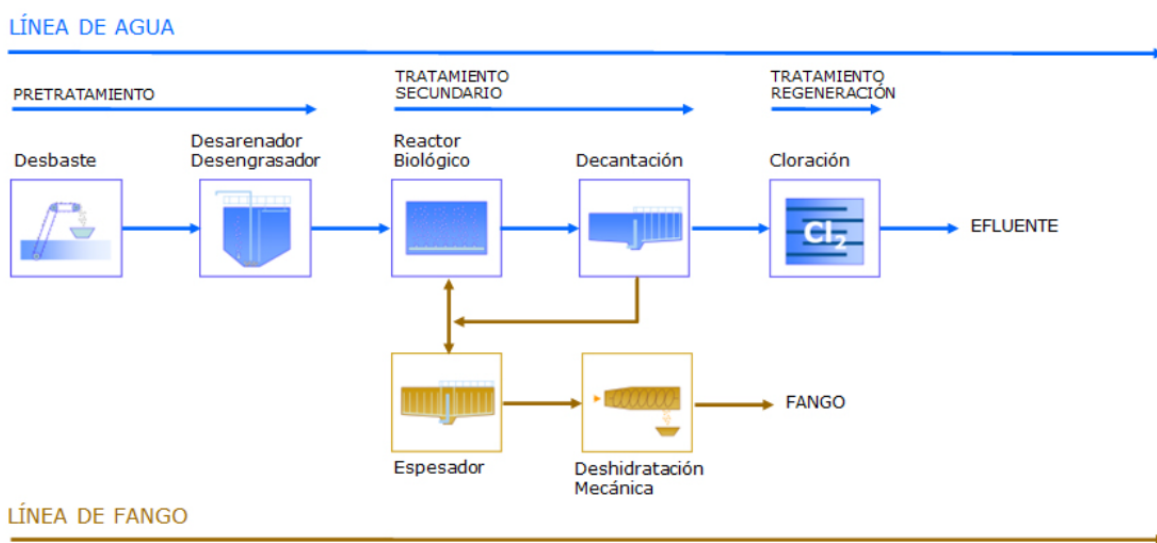 LÍNEA DE AGUA
PRETRATAMIENTO
TRATAMIENTO
SECUNDARIO
TRATAMIENTO
REGENERACIÓN
Desbaste
Desarenador
Desengrasador
Reactor
Biológico
Decantación
Cloración
Cl2
EFLUENTE
FANGO
Espesador
Deshidratación
Mecánica
LÍNEA DE FANGO